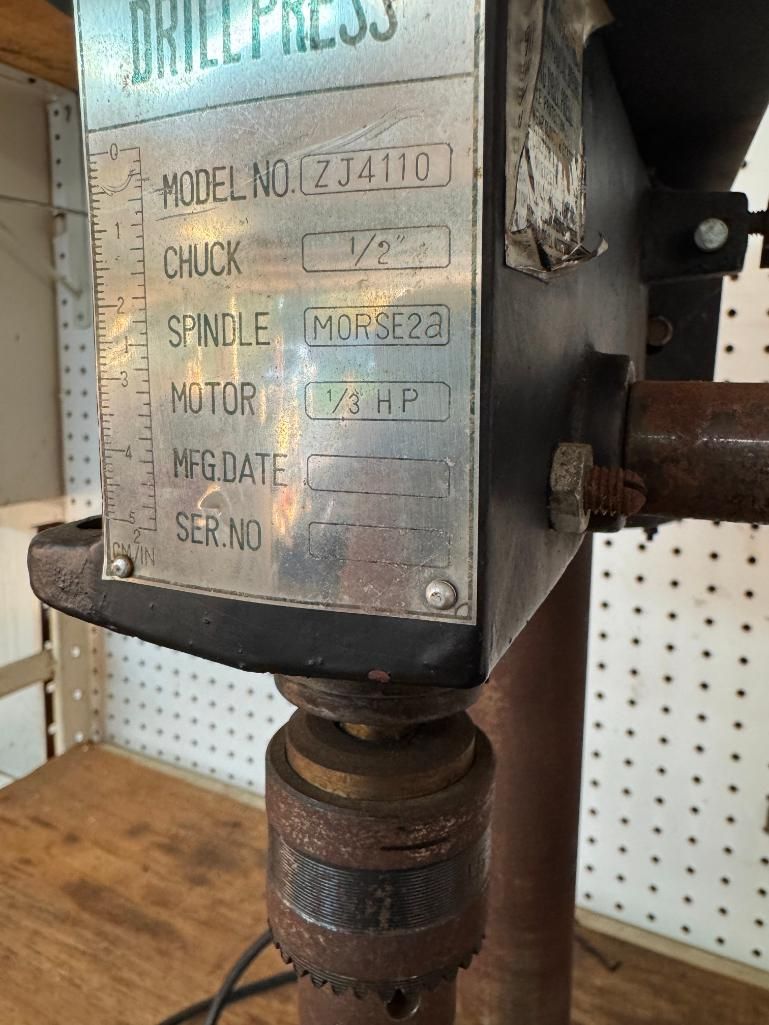 DRILL PRESS
0
MODEL NO. ZJ4110
1
CHUCK 1/2"
2
SPINDLE MORSE2a
3
MOTOR 1/3 HP
4
MFG.DATE
5
SER.NO
2
CM/IN